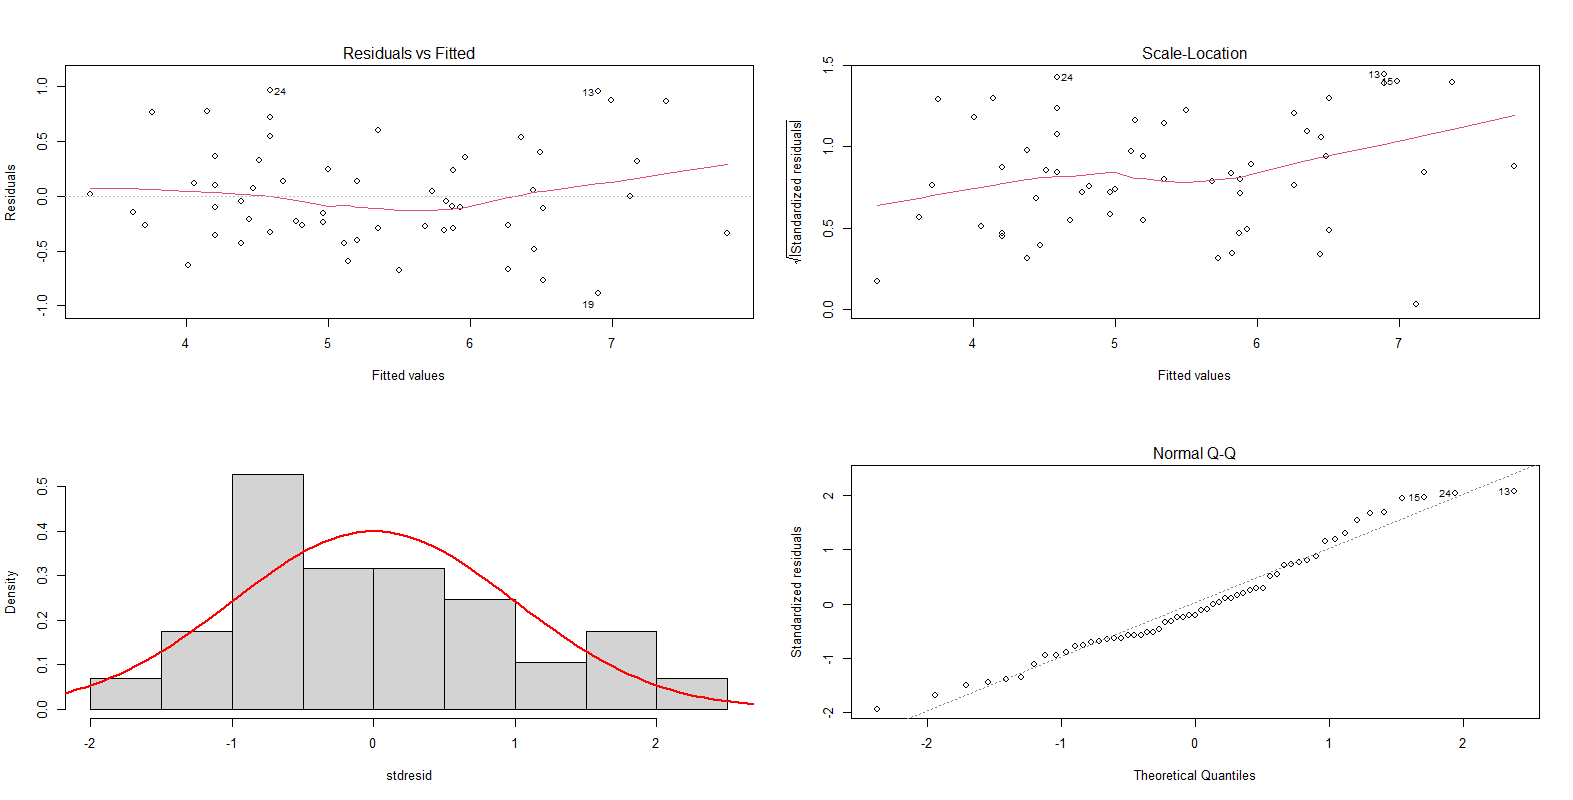 Residuals vs Fitted
Residuals
1.0
0.5
0.0
-0.5
-1.0
24
13
19
4 5 6 7
Fitted values
Scale-Location
√|Standardized residuals|
1.5
1.0
0.5
0.0
24
13
15
4 5 6 7
Fitted values
Density
0.5
0.4
0.3
0.2
0.1
0.0
-2 -1 0 1 2
stdresid
Normal Q-Q
Standardized residuals
2
1
0
-1
-2
15
24
13
-2 -1 0 1 2
Theoretical Quantiles